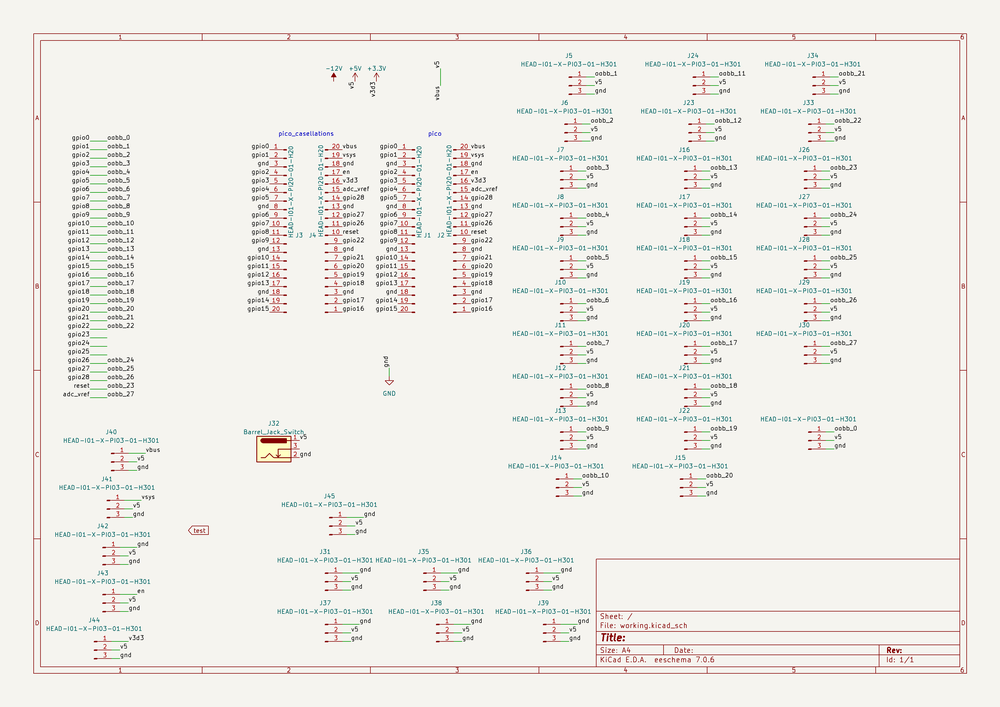 1 2 3 4 5 6
-12V +5V +3.3V
v5 v3d3
v5
vbus
pico_casellations pico
gpio0 oobb_0
gpio1 oobb_1
gpio2 oobb_2
gpio3 oobb_3
gpio4 oobb_4
gpio5 oobb_5
gpio6 oobb_6
gpio7 oobb_7
gpio8 oobb_8
gpio9 oobb_9
gpio10 oobb_10
gpio11 oobb_11
gpio12 oobb_12
gpio13 oobb_13
gpio14 oobb_14
gpio15 oobb_15
gpio16 oobb_16
gpio17 oobb_17
gpio18 oobb_18
gpio19 oobb_19
gpio20 oobb_20
gpio21 oobb_21
gpio22 oobb_22
gpio23
gpio24
gpio25
gpio26 oobb_24
gpio27 oobb_25
gpio28 oobb_26
reset oobb_23
adc_vref oobb_27
gpio0 1 20 vbus
gpio1 2 19 vsys
gnd 3 18 gnd
gpio2 4 17 en
gpio3 5 16 v3d3
gpio4 6 15 adc_vref
gpio5 7 14 gpio28
gnd 8 13 gnd
gpio6 9 12 gpio27
gpio7 10 11 gpio26
gpio8 11 10 reset
gpio9 12 9 gpio22
gnd 13 8 gnd
gpio10 14 7 gpio21
gpio11 15 6 gpio20
gpio12 16 5 gpio19
gpio13 17 4 gpio18
gnd 18 3 gnd
gpio14 19 2 gpio17
gpio15 20 1 gpio16
HEAD-I01-X-PI20-01-H20 J3
HEAD-I01-X-PI20-01-H20 J4
gpio0 1 20 vbus
gpio1 2 19 vsys
gnd 3 18 gnd
gpio2 4 17 en
gpio3 5 16 v3d3
gpio4 6 15 adc_vref
gpio5 7 14 gpio28
gnd 8 13 gnd
gpio6 9 12 gpio27
gpio7 10 11 gpio26
gpio8 11 10 reset
gpio9 12 9 gpio22
gnd 13 8 gnd
gpio10 14 7 gpio21
gpio11 15 6 gpio20
gpio12 16 5 gpio19
gpio13 17 4 gpio18
gnd 18 3 gnd
gpio14 19 2 gpio17
gpio15 20 1 gpio16
HEAD-I01-X-PI20-01-H20 J1
HEAD-I01-X-PI20-01-H20 J2
gnd
GND
J32
Barrel_Jack_Switch
1 v5
3
2 gnd
test
J5
HEAD-I01-X-PI03-01-H301
1 oobb_1
2 v5
3 gnd
J6
HEAD-I01-X-PI03-01-H301
1 oobb_2
2 v5
3 gnd
J7
HEAD-I01-X-PI03-01-H301
1 oobb_3
2 v5
3 gnd
J8
HEAD-I01-X-PI03-01-H301
1 oobb_4
2 v5
3 gnd
J9
HEAD-I01-X-PI03-01-H301
1 oobb_5
2 v5
3 gnd
J10
HEAD-I01-X-PI03-01-H301
1 oobb_6
2 v5
3 gnd
J11
HEAD-I01-X-PI03-01-H301
1 oobb_7
2 v5
3 gnd
J12
HEAD-I01-X-PI03-01-H301
1 oobb_8
2 v5
3 gnd
J13
HEAD-I01-X-PI03-01-H301
1 oobb_9
2 v5
3 gnd
J14
HEAD-I01-X-PI03-01-H301
1 oobb_10
2 v5
3 gnd
J24
HEAD-I01-X-PI03-01-H301
1 oobb_11
2 v5
3 gnd
J23
HEAD-I01-X-PI03-01-H301
1 oobb_12
2 v5
3 gnd
J16
HEAD-I01-X-PI03-01-H301
1 oobb_13
2 v5
3 gnd
J17
HEAD-I01-X-PI03-01-H301
1 oobb_14
2 v5
3 gnd
J18
HEAD-I01-X-PI03-01-H301
1 oobb_15
2 v5
3 gnd
J19
HEAD-I01-X-PI03-01-H301
1 oobb_16
2 v5
3 gnd
J20
HEAD-I01-X-PI03-01-H301
1 oobb_17
2 v5
3 gnd
J21
HEAD-I01-X-PI03-01-H301
1 oobb_18
2 v5
3 gnd
J22
HEAD-I01-X-PI03-01-H301
1 oobb_19
2 v5
3 gnd
J15
HEAD-I01-X-PI03-01-H301
1 oobb_20
2 v5
3 gnd
J34
HEAD-I01-X-PI03-01-H301
1 oobb_21
2 v5
3 gnd
J33
HEAD-I01-X-PI03-01-H301
1 oobb_22
2 v5
3 gnd
J26
HEAD-I01-X-PI03-01-H301
1 oobb_23
2 v5
3 gnd
J27
HEAD-I01-X-PI03-01-H301
1 oobb_24
2 v5
3 gnd
J28
HEAD-I01-X-PI03-01-H301
1 oobb_25
2 v5
3 gnd
J29
HEAD-I01-X-PI03-01-H301
1 oobb_26
2 v5
3 gnd
J30
HEAD-I01-X-PI03-01-H301
1 oobb_27
2 v5
3 gnd
HEAD-I01-X-PI03-01-H301
1 oobb_0
2 v5
3 gnd
J40
HEAD-I01-X-PI03-01-H301
1 vbus
2 v5
3 gnd
J41
HEAD-I01-X-PI03-01-H301
1 vsys
2 v5
3 gnd
J42
HEAD-I01-X-PI03-01-H301
1 gnd
2 v5
3 gnd
J43
HEAD-I01-X-PI03-01-H301
1 en
2 v5
3 gnd
J44
HEAD-I01-X-PI03-01-H301
1 v3d3
2 v5
3 gnd
J45
HEAD-I01-X-PI03-01-H301
1 gnd
2 v5
3 gnd
J31
HEAD-I01-X-PI03-01-H301
1 gnd
2 v5
3 gnd
J35
HEAD-I01-X-PI03-01-H301
1 gnd
2 v5
3 gnd
J36
HEAD-I01-X-PI03-01-H301
1 gnd
2 v5
3 gnd
J37
HEAD-I01-X-PI03-01-H301
1 gnd
2 v5
3 gnd
J38
HEAD-I01-X-PI03-01-H301
1 gnd
2 v5
3 gnd
J39
HEAD-I01-X-PI03-01-H301
1 gnd
2 v5
3 gnd
A A
B B
C C
D D
Sheet: /
File: working.kicad_sch
Title:
Size: A4 Date: Rev:
KiCad E.D.A. eeschema 7.0.6 Id: 1/1
1 2 3 4 5 6